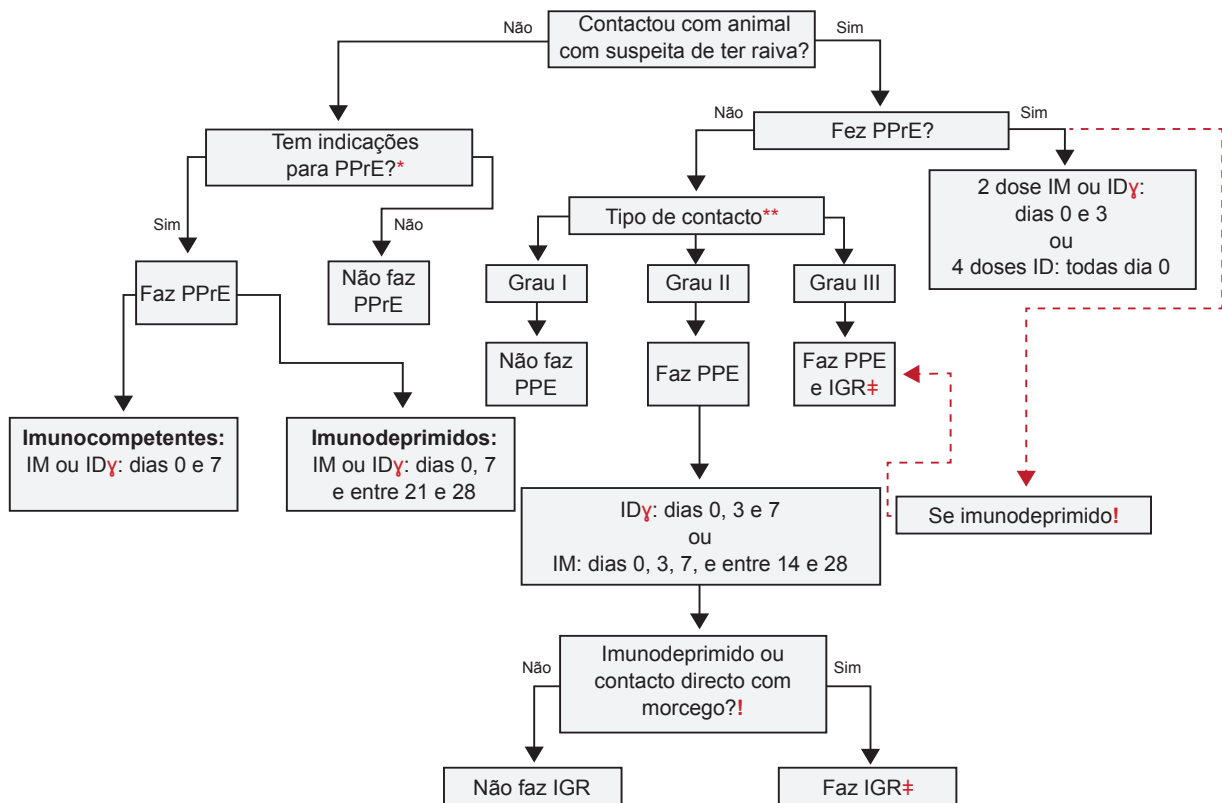 Contactou com animal
com suspeita de ter raiva?
Não
Sim
Tem indicações
para PPrE?*
Não
Sim
Fez PPrE?
2 dose IM ou IDɣ:
dias 0 e 3
ou
4 doses ID: todas dia 0
Tipo de contacto**
Sim
Não
Faz PPrE
Não faz
PPrE
Grau I
Grau II
Grau III
Não faz
PPE
Faz PPE
Faz PPE
e IGR‡
Imunocompetentes:
IM ou IDɣ: dias 0 e 7
Imunodeprimidos:
IM ou IDɣ: dias 0, 7
e entre 21 e 28
IDɣ: dias 0, 3 e 7
ou
IM: dias 0, 3, 7, e entre 14 e 28
Se imunodeprimido!
Imunodeprimido ou
contacto directo com
morcego?!
Não
Sim
Não faz IGR
Faz IGR‡